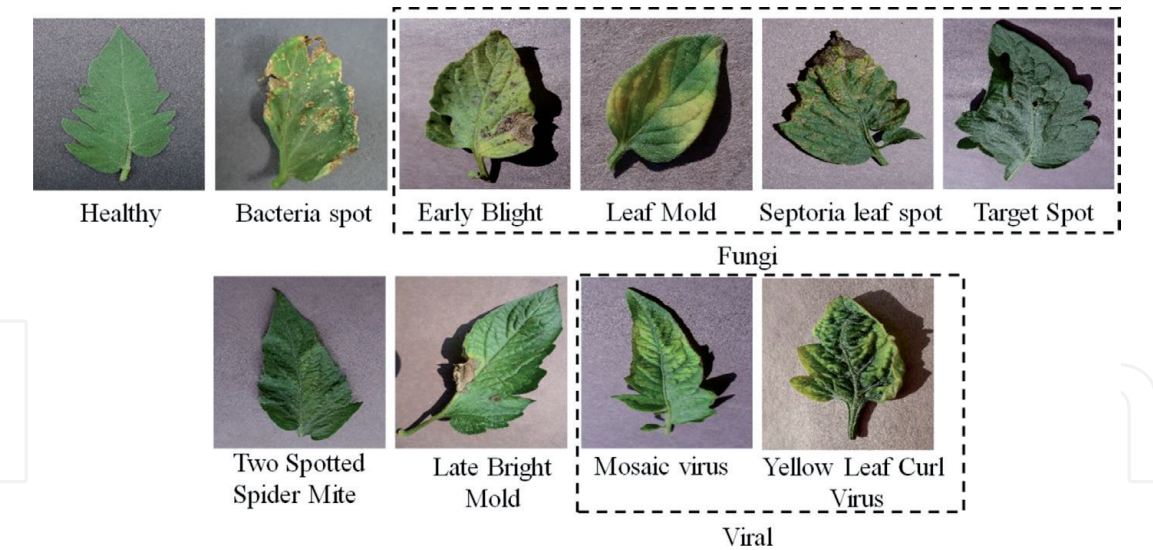 Healthy
Bacteria spot
Early Blight
Leaf Mold
Septoria leaf spot
Target Spot
Fungi
Two Spotted
Spider Mite
Late Bright
Mold
Mosaic virus
Yellow Leaf Curl
Virus
Viral